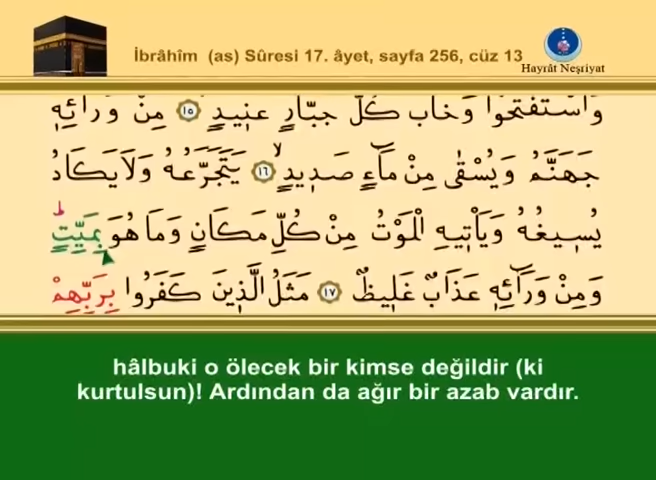 İbrâhîm (as) Sûresi 17. âyet, sayfa 256, cüz 13
Hayrât Neşriyat
وَاسْتَفْتَحُوا وَخَابَ كُلُّ جَبَّارٍ عَنٖيدٍۙ ﴿١٥﴾ مِنْ وَرَٓائِهٖ
جَهَنَّمُ وَيُسْقٰى مِنْ مَٓاءٍ صَدٖيدٍۙ ﴿١٦﴾ يَتَجَرَّعُهُ وَلَا يَكَادُ
يُسٖيغُهُ وَيَأْتٖيهِ الْمَوْتُ مِنْ كُلِّ مَكَانٍ وَمَا هُوَ بِمَيِّتٍؕ
وَمِنْ وَرَٓائِهٖ عَذَابٌ غَلٖيظٌ ﴿١٧﴾ مَثَلُ الَّذٖينَ كَفَرُوا بِرَبِّهِمْ
hâlbuki o ölecek bir kimse değildir (ki
kurtulsun)! Ardından da ağır bir azab vardır.